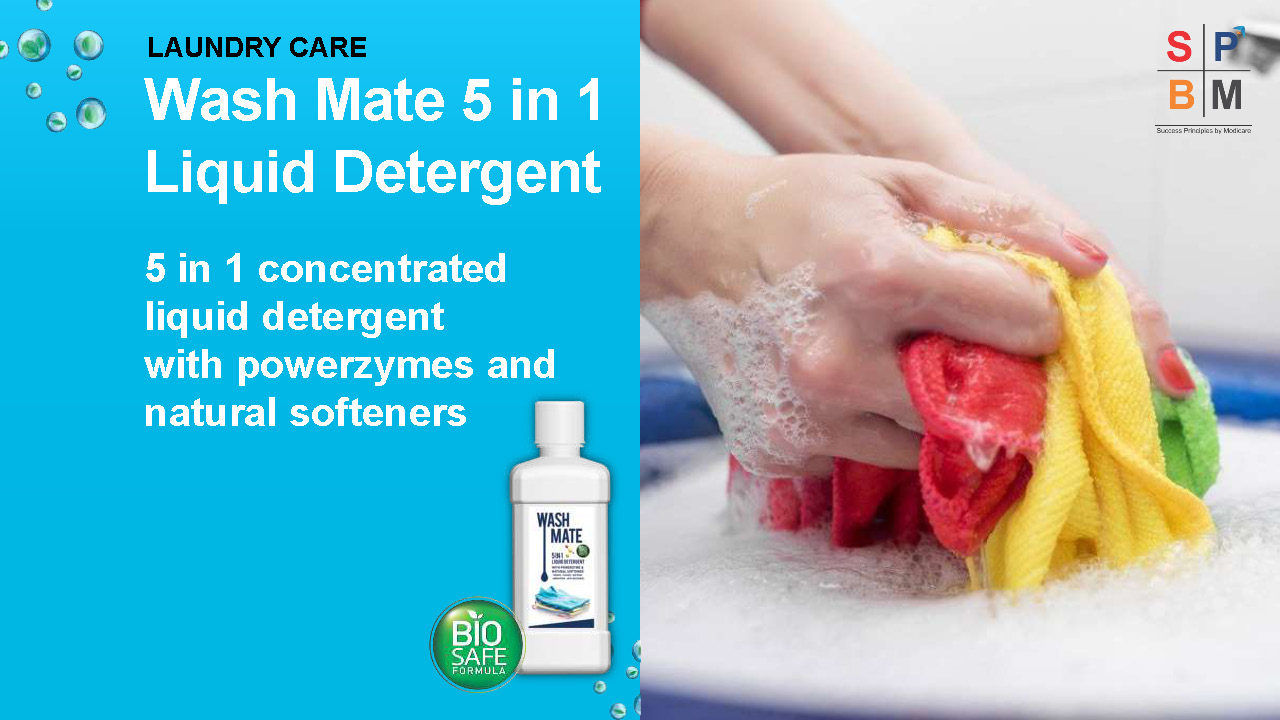 LAUNDRY CARE
Wash Mate 5 in 1
Liquid Detergent
5 in 1 concentrated
liquid detergent
with powerzymes and
natural softeners
WASH
MATE
5 IN 1
LIQUID DETERGENT
BIO
SAFE
FORMULA
S P
B M
Success Principles by Modicare